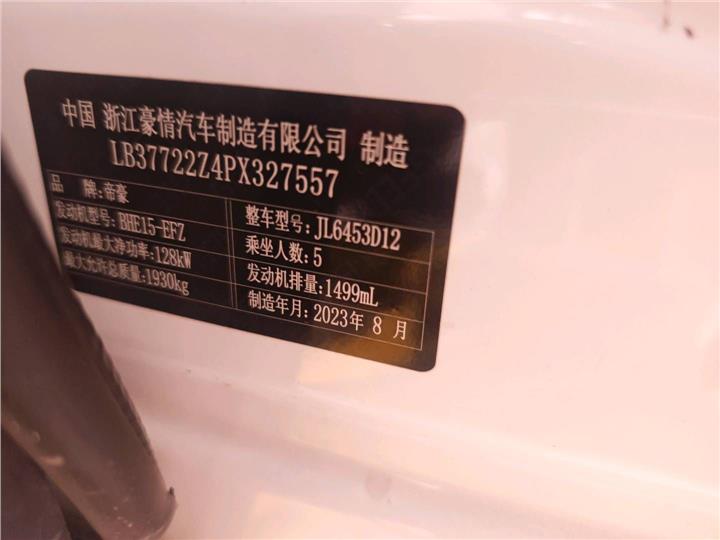 中国 浙江豪情汽车制造有限公司 制造
LB37722Z4PX327557
品 牌:帝豪
整车型号:JL6453D12
发动机型号:BHE15-EFZ
乘坐人数:5
发动机最大净功率:128kW
发动机排量:1499mL
最大允许总质量:1930kg
制造年月:2023年 8 月